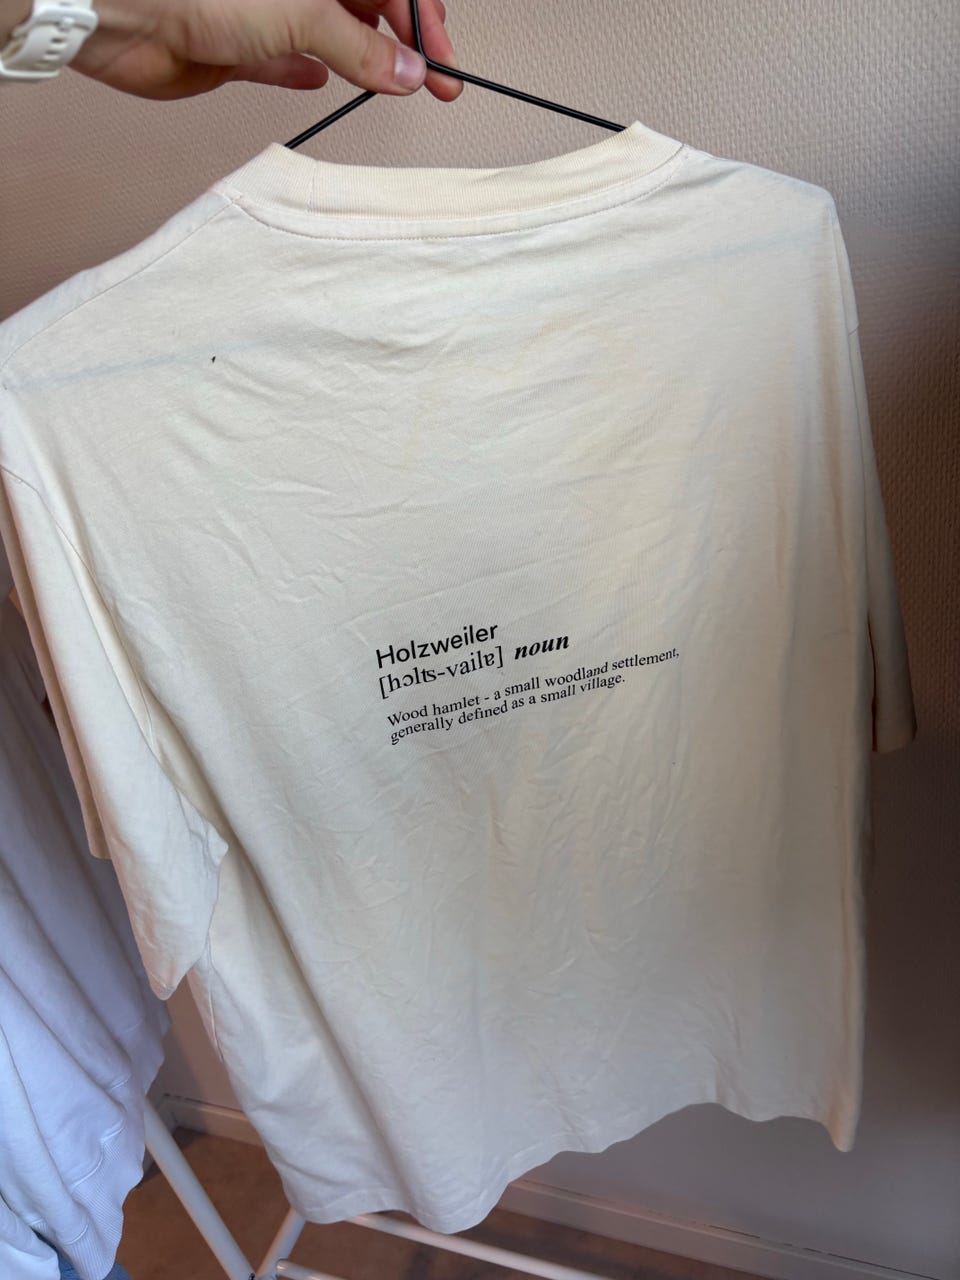 Holzweiler
[hɔlts-vailɐ] noun
Wood hamlet - a small woodland settlement,
generally defined as a small village.